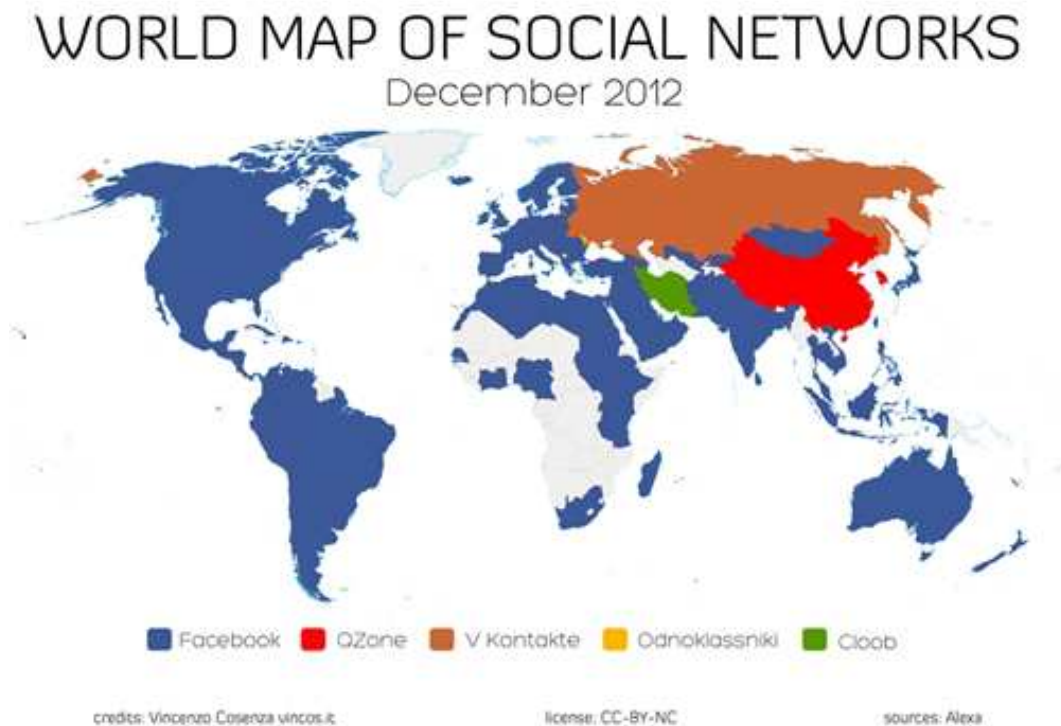 WORLD MAP OF SOCIAL NETWORKS
December 2012
Facebook QZone V Kontakte Odnoklassniki Cloob
credits: Vincenzo Cosenza vincos.it license: CC-BY-NC sources: Alexa